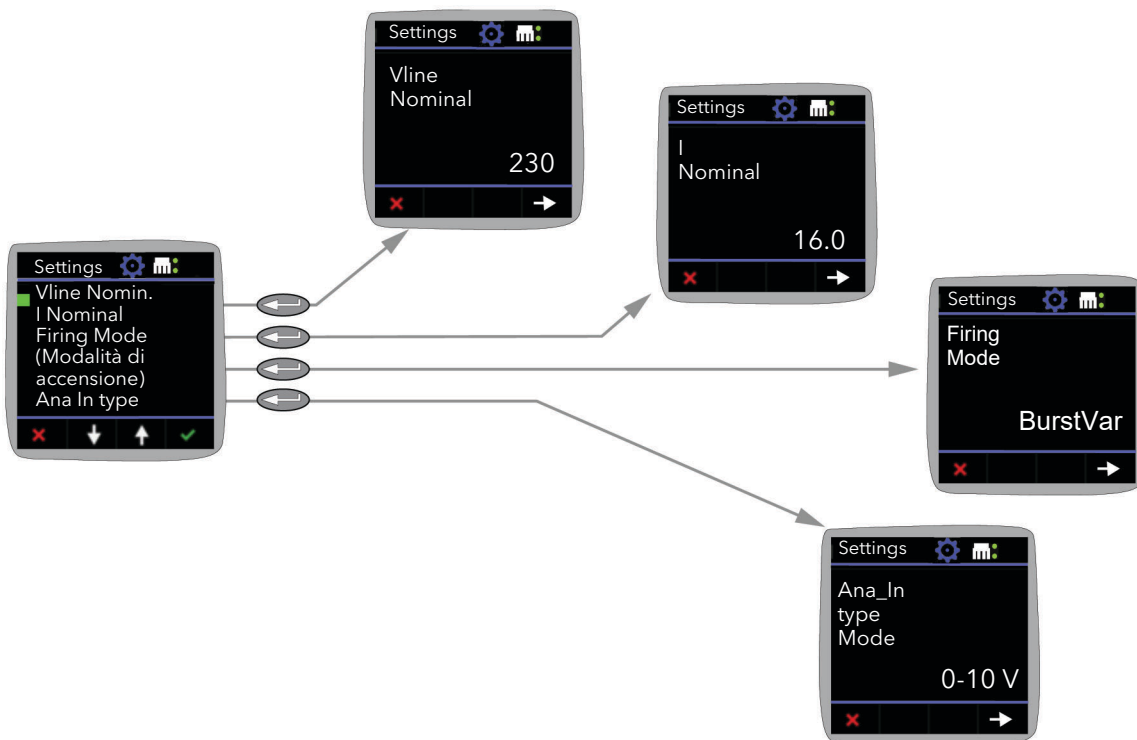 Settings
Vline
Nominal
230
Settings
I
Nominal
16.0
Settings
Vline Nomin.
I Nominal
Firing Mode
(Modalità di
accensione)
Ana In type
Settings
Firing
Mode
BurstVar
Settings
Ana_In
type
Mode
0-10 V